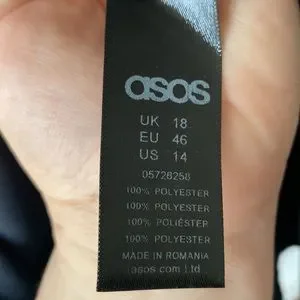 asos
UK 18
EU 46
US 14
05726258
100% POLYESTER
100% POLYESTER
100% POLIÉSTER
100% POLYESTER
MADE IN ROMANIA
asos.com Ltd